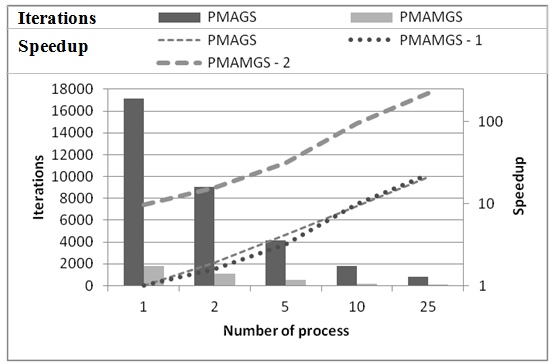 Iterations PMAGS PMAMGS
Speedup PMAGS PMAMGS - 1
PMAMGS - 2
18000
16000
14000
12000
10000
8000
6000
4000
2000
0
Iterations
100
10
1
Speedup
1 2 5 10 25
Number of process